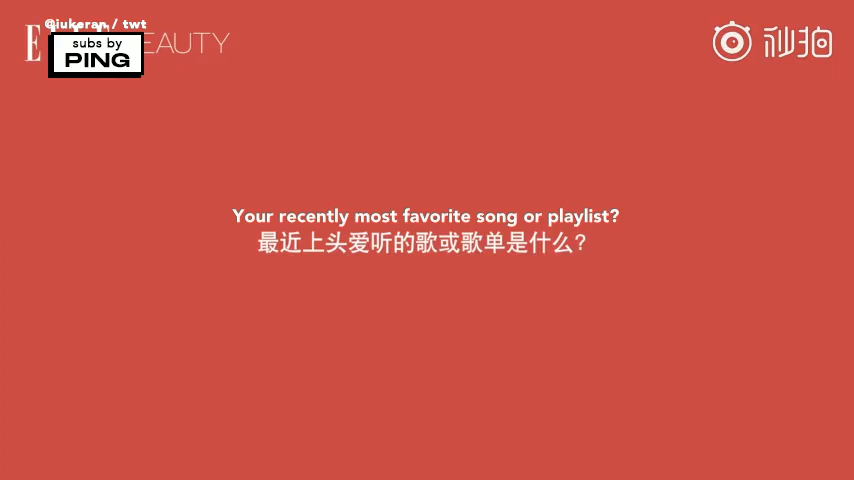 @iukeran / twt
subs by
PING
EAUTY
秒拍
Your recently most favorite song or playlist?
最近上头爱听的歌或歌单是什么?